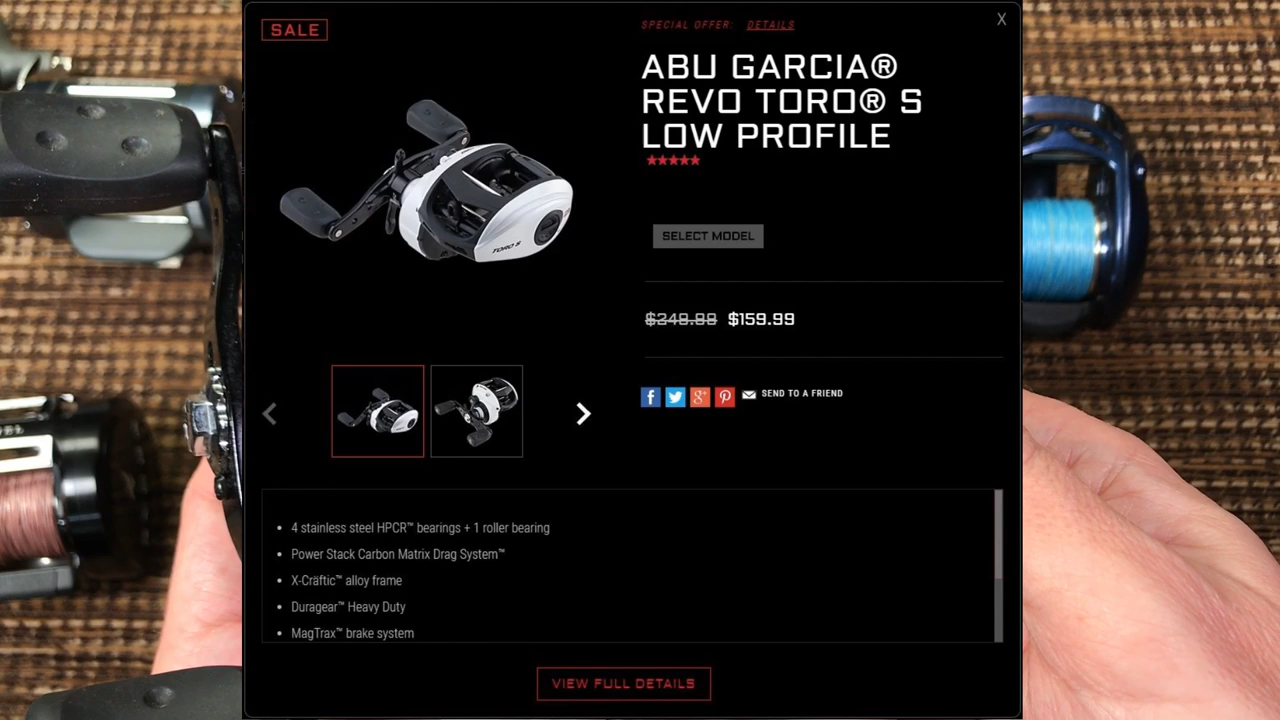 SALE
SPECIAL OFFER: DETAILS
X
ABU GARCIA®
REVO TORO® S
LOW PROFILE
SELECT MODEL
TORO S
$249.99 $159.99
SEND TO A FRIEND
4 stainless steel HPCR™ bearings + 1 roller bearing
Power Stack Carbon Matrix Drag System™
X-Cräftic™ alloy frame
Duragear™ Heavy Duty
MagTrax™ brake system
VIEW FULL DETAILS